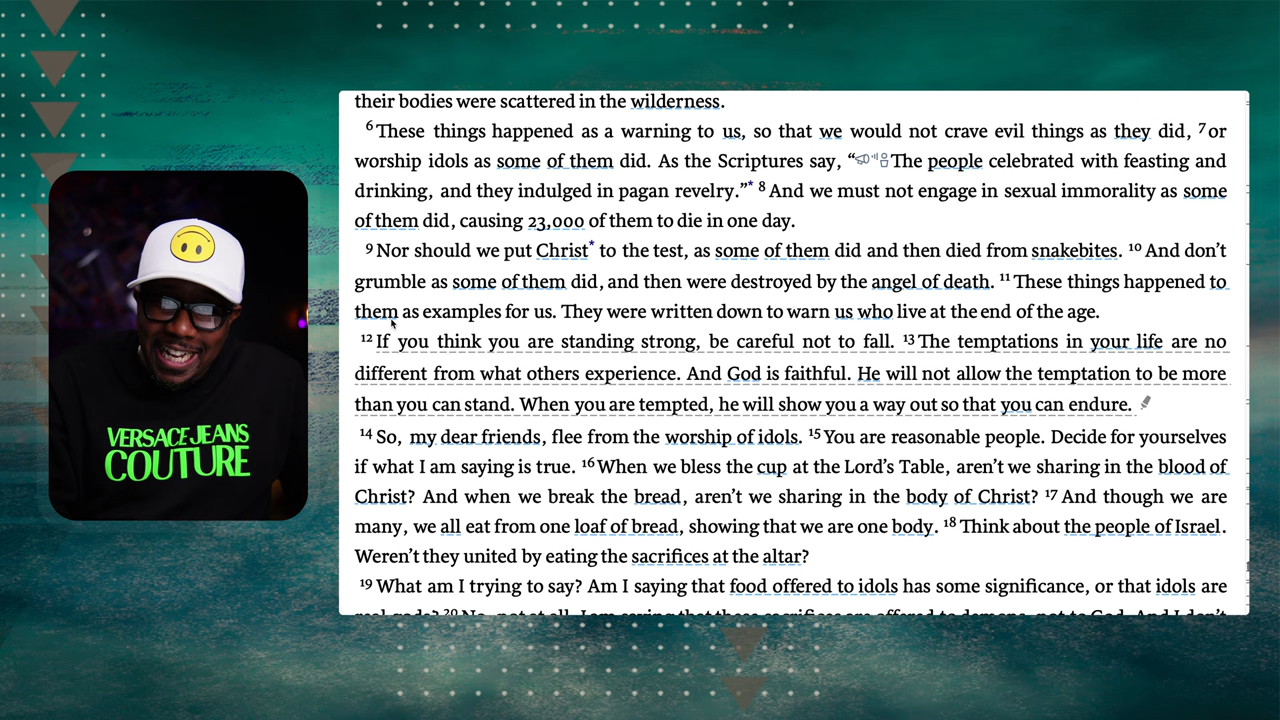 their bodies were scattered in the wilderness.
6 These things happened as a warning to us, so that we would not crave evil things as they did, 7 or
worship idols as some of them did. As the Scriptures say, “The people celebrated with feasting and
drinking, and they indulged in pagan revelry.”* 8 And we must not engage in sexual immorality as some
of them did, causing 23,000 of them to die in one day.
9 Nor should we put Christ* to the test, as some of them did and then died from snakebites. 10 And don’t
grumble as some of them did, and then were destroyed by the angel of death. 11 These things happened to
them as examples for us. They were written down to warn us who live at the end of the age.
12 If you think you are standing strong, be careful not to fall. 13 The temptations in your life are no
different from what others experience. And God is faithful. He will not allow the temptation to be more
than you can stand. When you are tempted, he will show you a way out so that you can endure.
14 So, my dear friends, flee from the worship of idols. 15 You are reasonable people. Decide for yourselves
if what I am saying is true. 16 When we bless the cup at the Lord’s Table, aren’t we sharing in the blood of
Christ? And when we break the bread, aren’t we sharing in the body of Christ? 17 And though we are
many, we all eat from one loaf of bread, showing that we are one body. 18 Think about the people of Israel.
Weren’t they united by eating the sacrifices at the altar?
19 What am I trying to say? Am I saying that food offered to idols has some significance, or that idols are
VERSACE JEANS
COUTURE